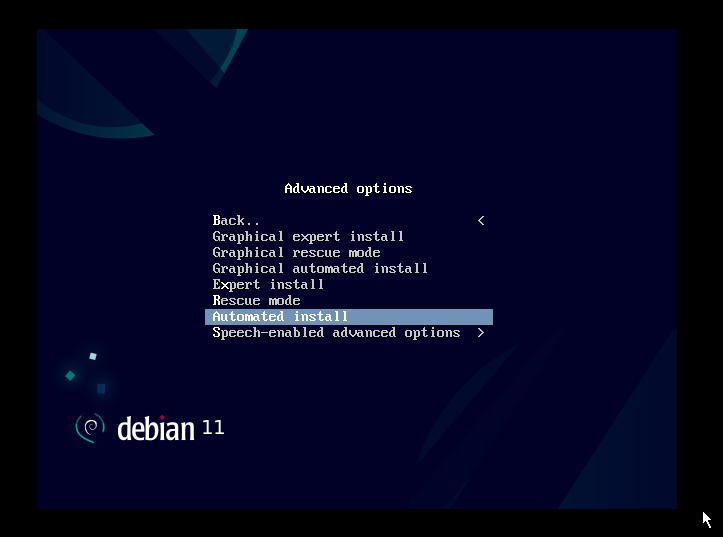 Advanced options
Back.. <
Graphical expert install
Graphical rescue mode
Graphical automated install
Expert install
Rescue mode
Automated install
Speech-enabled advanced options >
debian 11